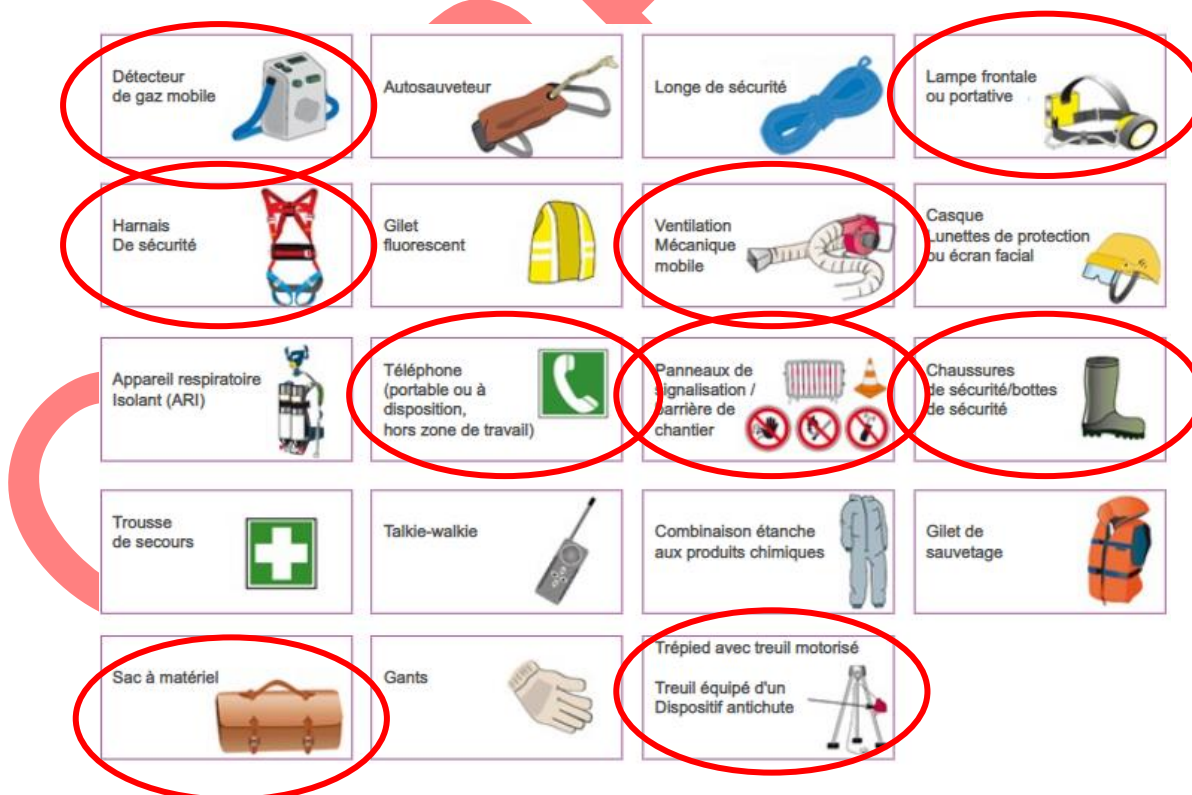 Détecteur
de gaz mobile
Autosauveteur
Longe de sécurité
Lampe frontale
ou portative
Harnais
De sécurité
Gilet
fluorescent
Ventilation
Mécanique
mobile
Casque
Lunettes de protection
ou écran facial
Appareil respiratoire
Isolant (ARI)
Téléphone
(portable ou à
disposition,
hors zone de travail)
Panneaux de
signalisation /
barrière de
chantier
Chaussures
de sécurité/bottes
de sécurité
Trousse
de secours
Talkie-walkie
Combinaison étanche
aux produits chimiques
Gilet de
sauvetage
Sac à matériel
Gants
Trépied avec treuil motorisé
Treuil équipé d'un
Dispositif antichute